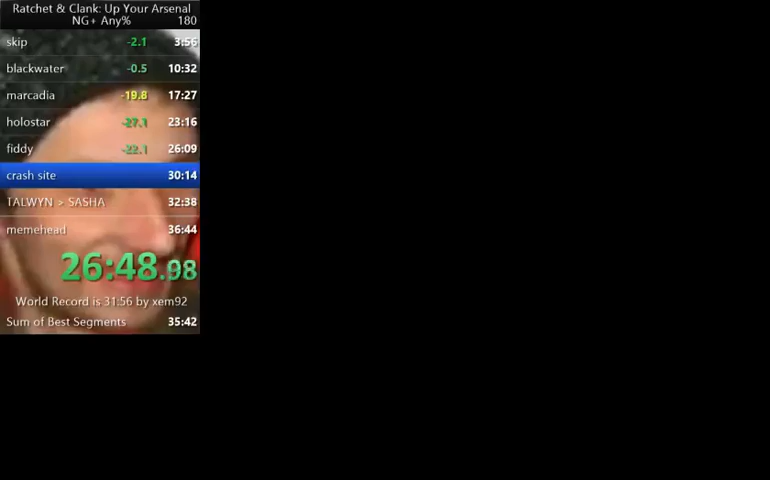 Ratchet & Clank: Up Your Arsenal
NG+ Any% 180
skip -2.1 3:56
blackwater -0.5 10:32
marcadia -19.8 17:27
holostar -27.1 23:16
fiddy -22.1 26:09
crash site 30:14
TALWYN > SASHA 32:38
memehead 36:44
26:48.98
World Record is 31:56 by xem92
Sum of Best Segments 35:42